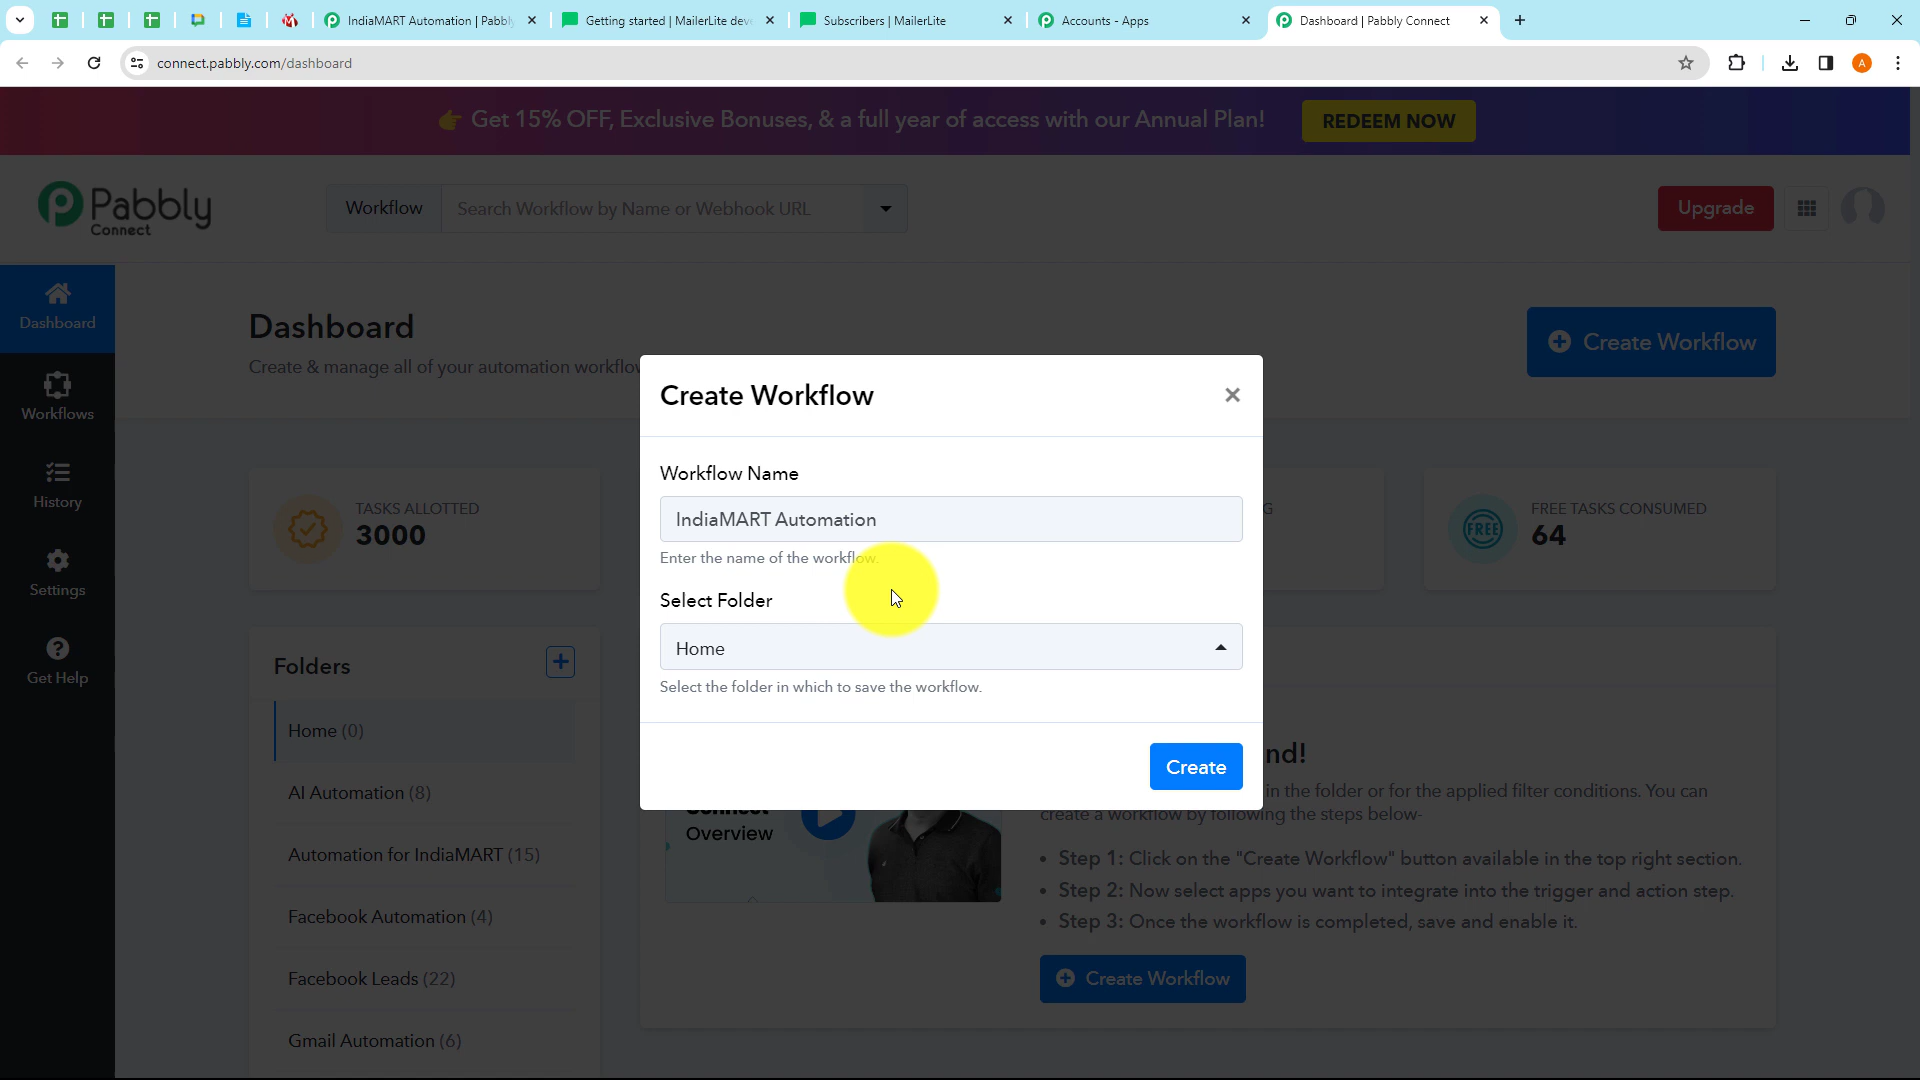 IndiaMART Automation | Pabbly
Getting started | MailerLite deve
Subscribers | MailerLite
Accounts - Apps
Dashboard | Pabbly Connect
connect.pabbly.com/dashboard
A
👉 Get 15% OFF, Exclusive Bonuses, & a full year of access with our Annual Plan!
REDEEM NOW
Pabbly
Connect
Workflow
Search Workflow by Name or Webhook URL
Upgrade
Dashboard
Workflows
History
Settings
Get Help
Dashboard
Create & manage all of your automation workflow
Create Workflow
TASKS ALLOTTED
3000
G
FREE
FREE TASKS CONSUMED
64
Folders
Home (0)
AI Automation (8)
Automation for IndiaMART (15)
Facebook Automation (4)
Facebook Leads (22)
Gmail Automation (6)
Create Workflow
Workflow Name
IndiaMART Automation
Enter the name of the workflow.
Select Folder
Home
Select the folder in which to save the workflow.
Create
Connect
Overview
nd!
in the folder or for the applied filter conditions. You can
create a workflow by following the steps below-
• Step 1: Click on the "Create Workflow" button available in the top right section.
• Step 2: Now select apps you want to integrate into the trigger and action step.
• Step 3: Once the workflow is completed, save and enable it.
Create Workflow